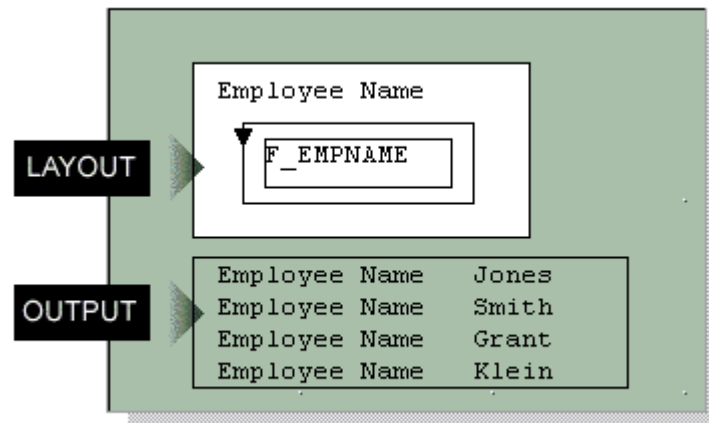 Employee Name
LAYOUT
F_EMPNAME
OUTPUT
Employee Name Jones
Employee Name Smith
Employee Name Grant
Employee Name Klein